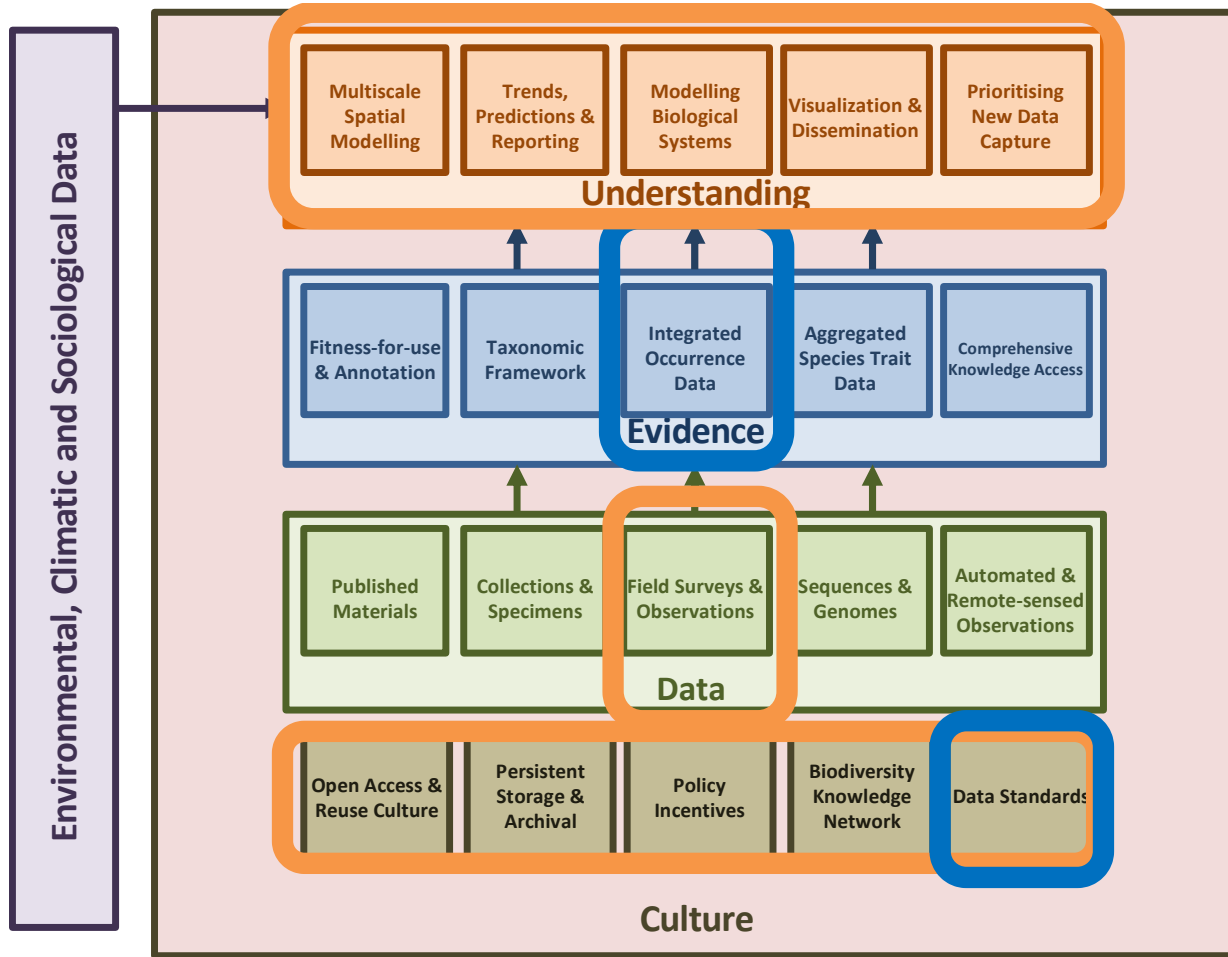 Environmental, Climatic and Sociological Data
Multiscale
Spatial
Modelling
Trends,
Predictions &
Reporting
Modelling
Biological
Systems
Visualization &
Dissemination
Prioritising
New Data
Capture
Understanding
Fitness-for-use
& Annotation
Taxonomic
Framework
Integrated
Occurrence
Data
Aggregated
Species Trait
Data
Comprehensive
Knowledge Access
Evidence
Published
Materials
Collections &
Specimens
Field Surveys &
Observations
Sequences &
Genomes
Automated &
Remote-sensed
Observations
Data
Open Access &
Reuse Culture
Persistent
Storage &
Archival
Policy
Incentives
Biodiversity
Knowledge
Network
Data Standards
Culture